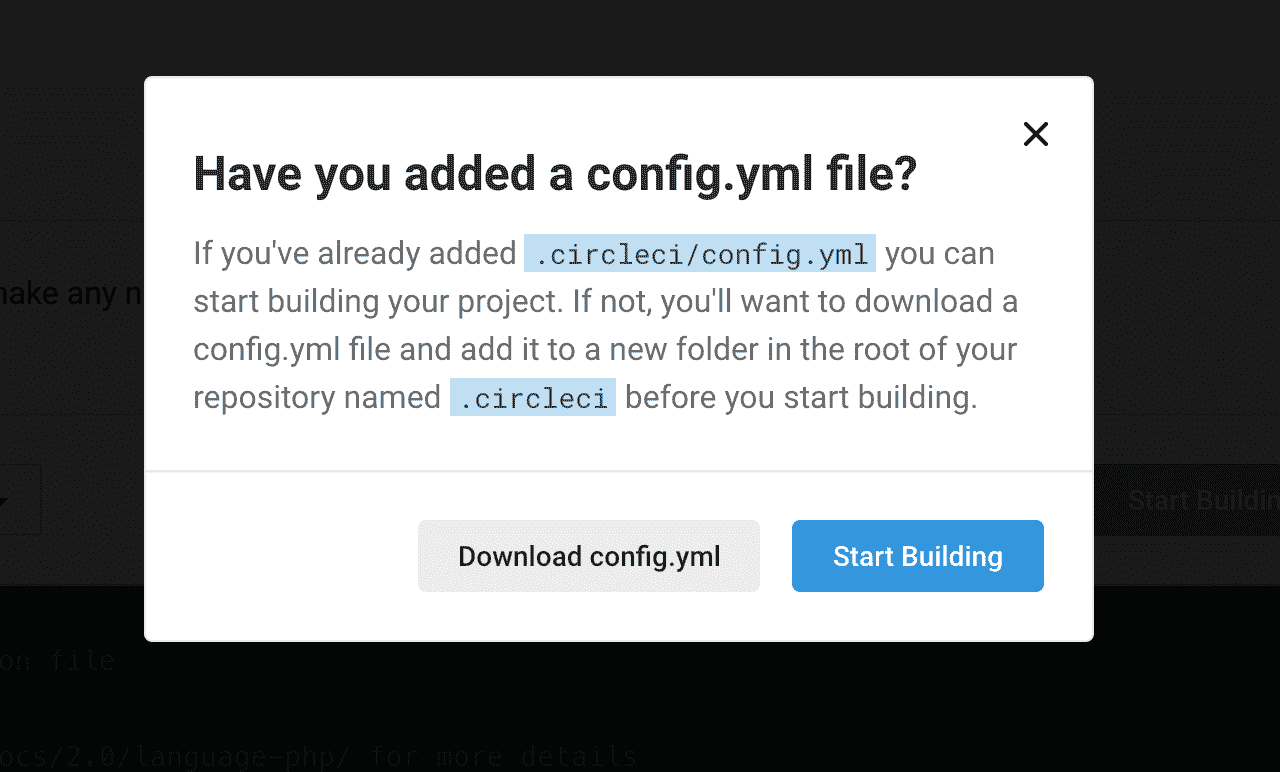 Have you added a config.yml file?
If you've already added .circleci/config.yml you can
start building your project. If not, you'll want to download a
config.yml file and add it to a new folder in the root of your
repository named .circleci before you start building.
make any n
Start Buildin
Download config.yml
Start Building
on file
ocs/2.0/language-php/ for more details